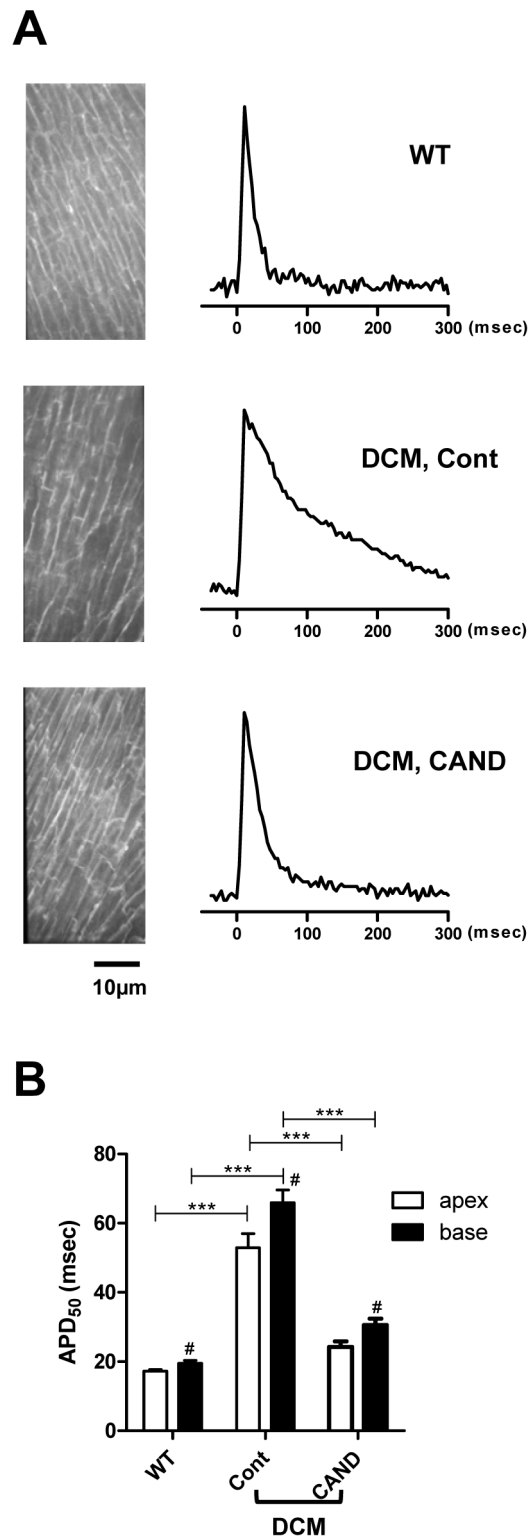 A
WT
0 100 200 300 (msec)
DCM, Cont
0 100 200 300 (msec)
DCM, CAND
0 100 200 300 (msec)
10μm
B
***
***
***
***
80
60
40
20
0
APD50 (msec)
#
#
#
apex
base
WT
Cont
CAND
DCM